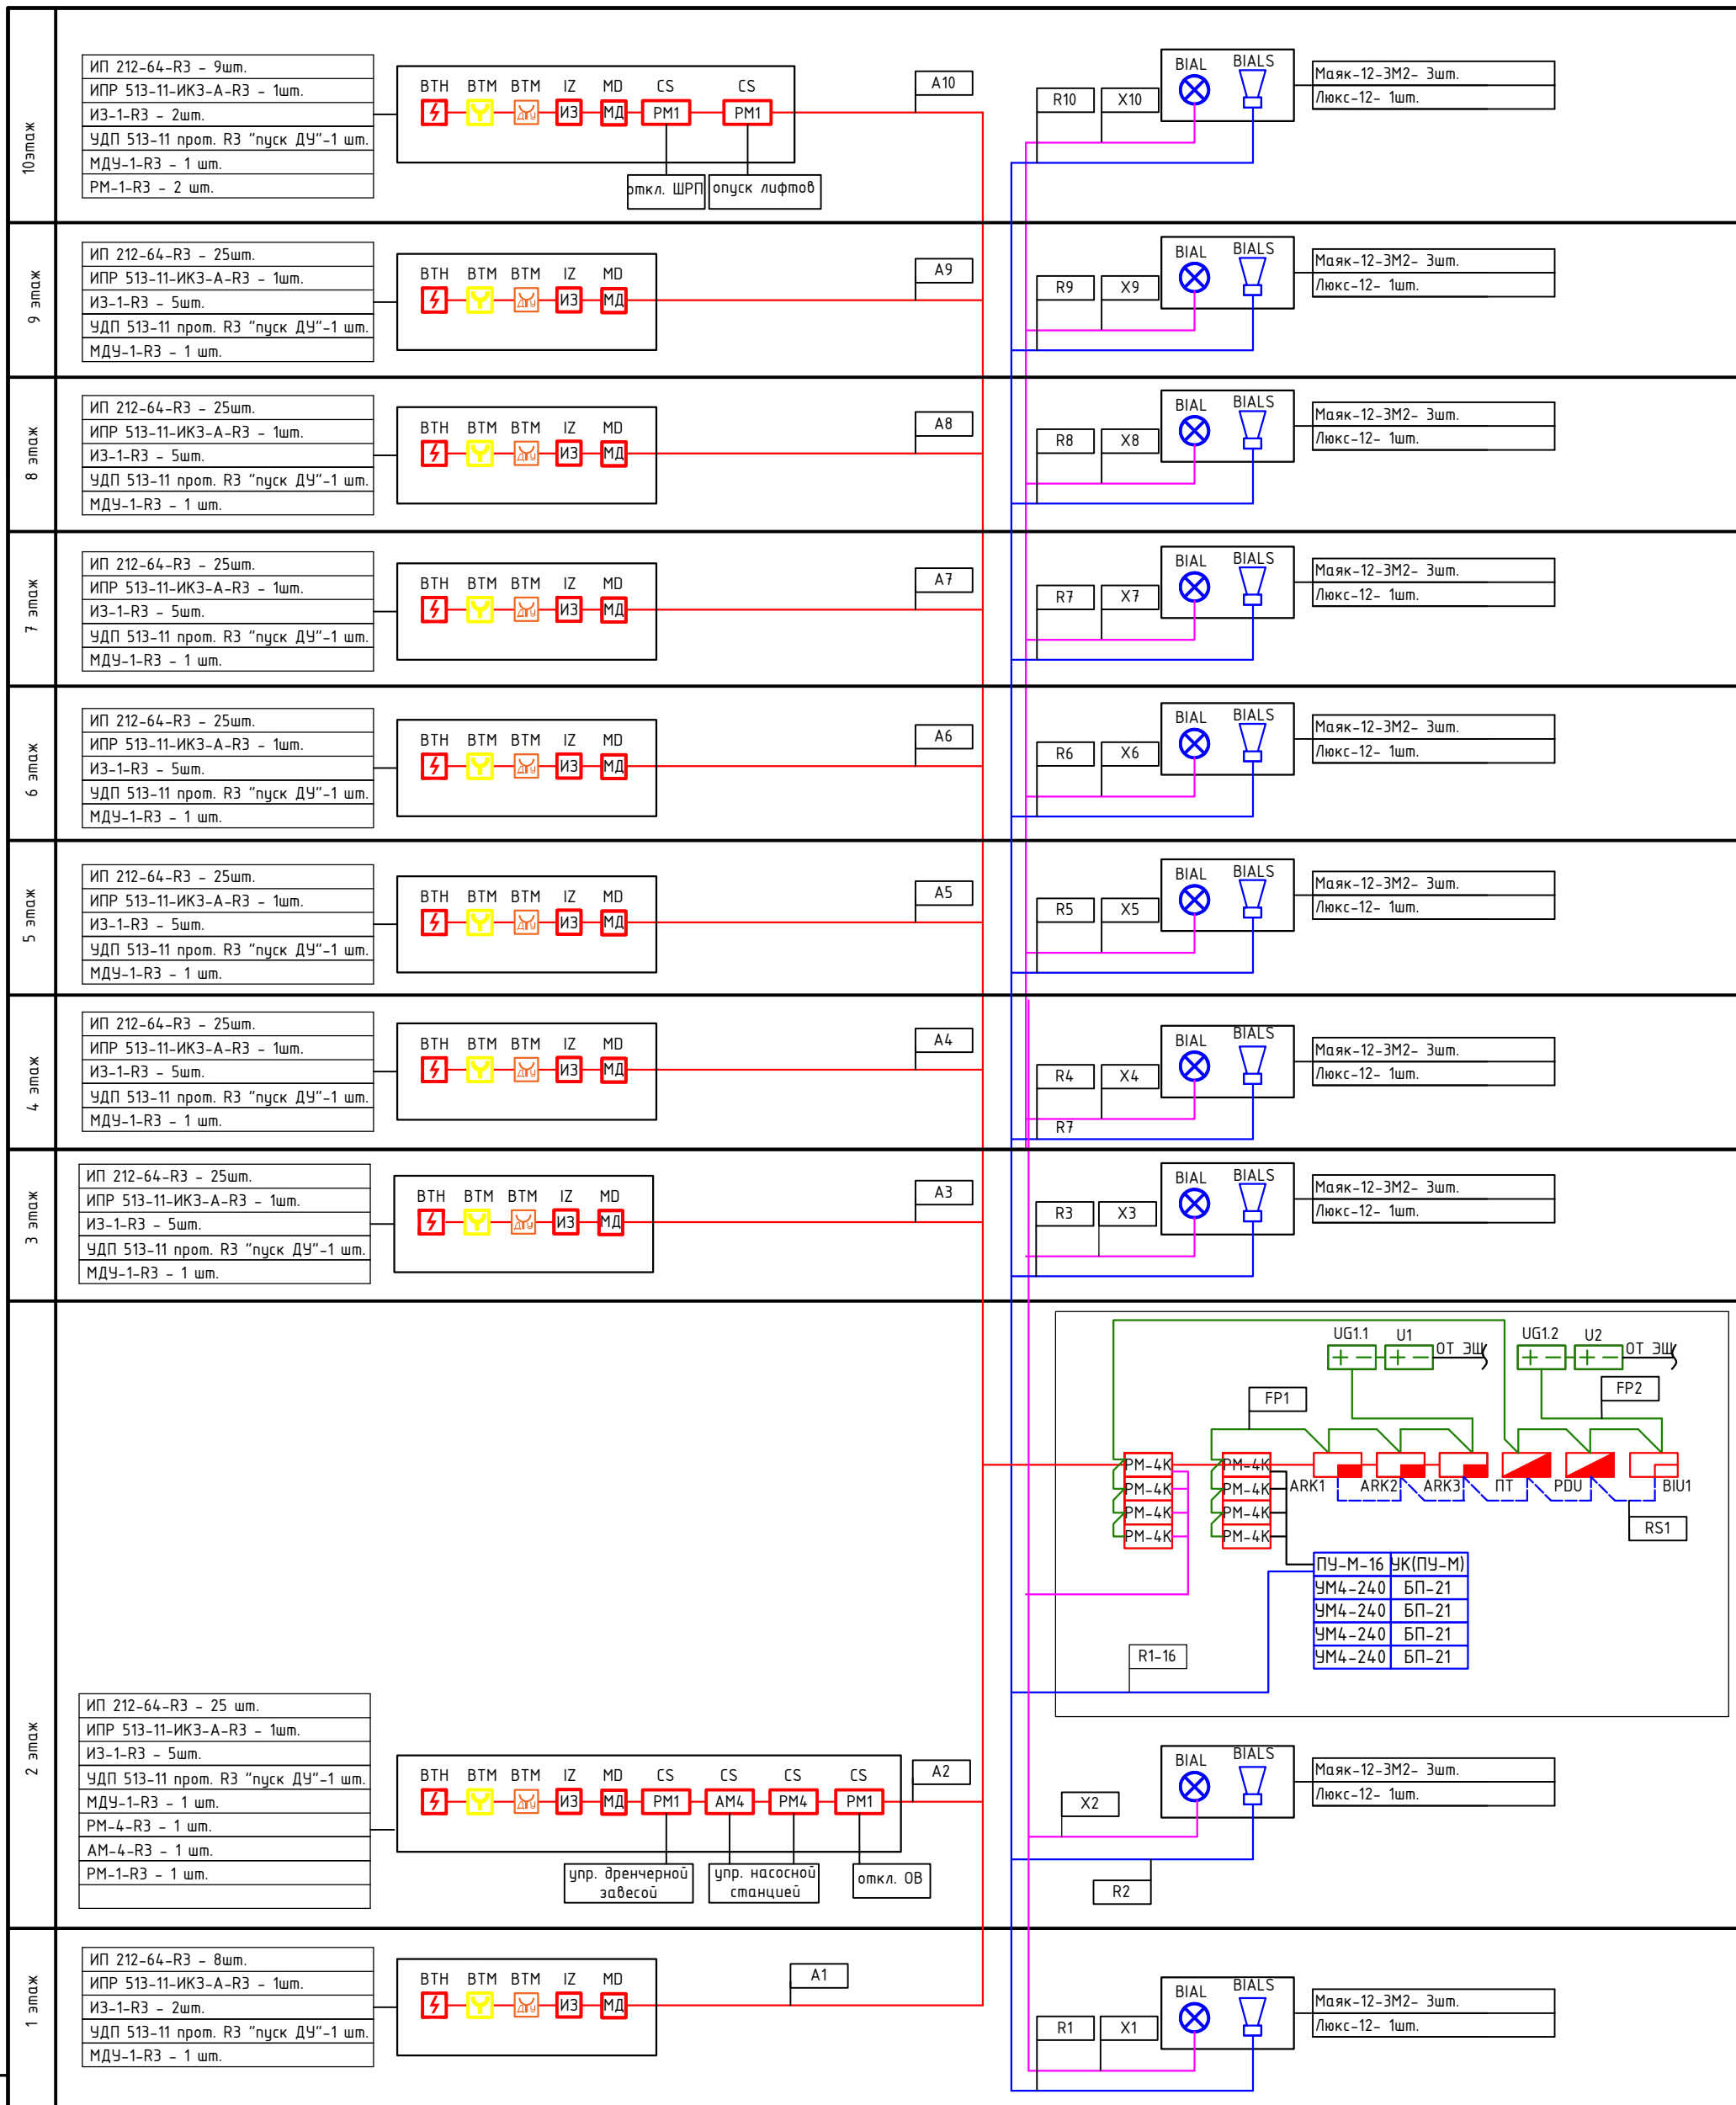 10этаж
ИП 212-64-R3 - 9шт.
ИПР 513-11-ИКЗ-А-R3 - 1шт.
ИЗ-1-R3 - 2шт.
УДП 513-11 прот. R3 "пуск ДУ"-1 шт.
МДУ-1-R3 - 1 шт.
РМ-1-R3 - 2 шт.
BTH BTM BTM IZ MD CS CS
ДУ ИЗ МД РМ1 РМ1
откл. ШРП опуск лифтов
A10
R10 X10
BIAL BIALS
Маяк-12-3М2- 3шт.
Люкс-12- 1шт.
9 этаж
ИП 212-64-R3 - 25шт.
ИПР 513-11-ИКЗ-А-R3 - 1шт.
ИЗ-1-R3 - 5шт.
УДП 513-11 прот. R3 "пуск ДУ"-1 шт.
МДУ-1-R3 - 1 шт.
BTH BTM BTM IZ MD
ДУ ИЗ МД
A9
R9 X9
BIAL BIALS
Маяк-12-3М2- 3шт.
Люкс-12- 1шт.
8 этаж
ИП 212-64-R3 - 25шт.
ИПР 513-11-ИКЗ-А-R3 - 1шт.
ИЗ-1-R3 - 5шт.
УДП 513-11 прот. R3 "пуск ДУ"-1 шт.
МДУ-1-R3 - 1 шт.
BTH BTM BTM IZ MD
ДУ ИЗ МД
A8
R8 X8
BIAL BIALS
Маяк-12-3М2- 3шт.
Люкс-12- 1шт.
7 этаж
ИП 212-64-R3 - 25шт.
ИПР 513-11-ИКЗ-А-R3 - 1шт.
ИЗ-1-R3 - 5шт.
УДП 513-11 прот. R3 "пуск ДУ"-1 шт.
МДУ-1-R3 - 1 шт.
BTH BTM BTM IZ MD
ДУ ИЗ МД
A7
R7 X7
BIAL BIALS
Маяк-12-3М2- 3шт.
Люкс-12- 1шт.
6 этаж
ИП 212-64-R3 - 25шт.
ИПР 513-11-ИКЗ-А-R3 - 1шт.
ИЗ-1-R3 - 5шт.
УДП 513-11 прот. R3 "пуск ДУ"-1 шт.
МДУ-1-R3 - 1 шт.
BTH BTM BTM IZ MD
ДУ ИЗ МД
A6
R6 X6
BIAL BIALS
Маяк-12-3М2- 3шт.
Люкс-12- 1шт.
5 этаж
ИП 212-64-R3 - 25шт.
ИПР 513-11-ИКЗ-А-R3 - 1шт.
ИЗ-1-R3 - 5шт.
УДП 513-11 прот. R3 "пуск ДУ"-1 шт.
МДУ-1-R3 - 1 шт.
BTH BTM BTM IZ MD
ДУ ИЗ МД
A5
R5 X5
BIAL BIALS
Маяк-12-3М2- 3шт.
Люкс-12- 1шт.
4 этаж
ИП 212-64-R3 - 25шт.
ИПР 513-11-ИКЗ-А-R3 - 1шт.
ИЗ-1-R3 - 5шт.
УДП 513-11 прот. R3 "пуск ДУ"-1 шт.
МДУ-1-R3 - 1 шт.
BTH BTM BTM IZ MD
ДУ ИЗ МД
A4
R4 X4
R7
BIAL BIALS
Маяк-12-3М2- 3шт.
Люкс-12- 1шт.
3 этаж
ИП 212-64-R3 - 25шт.
ИПР 513-11-ИКЗ-А-R3 - 1шт.
ИЗ-1-R3 - 5шт.
УДП 513-11 прот. R3 "пуск ДУ"-1 шт.
МДУ-1-R3 - 1 шт.
BTH BTM BTM IZ MD
ДУ ИЗ МД
A3
R3 X3
BIAL BIALS
Маяк-12-3М2- 3шт.
Люкс-12- 1шт.
2 этаж
UG1.1 U1 ОТ ЭЩ UG1.2 U2 ОТ ЭЩ
FP1 FP2
РМ-4К РМ-4К
РМ-4К РМ-4К
РМ-4К РМ-4К
РМ-4К РМ-4К
ARK1 ARK2 ARK3 ПТ PDU BIU1
RS1
ПУ-М-16 УК(ПУ-М)
УМ4-240 БП-21
УМ4-240 БП-21
УМ4-240 БП-21
УМ4-240 БП-21
R1-16
ИП 212-64-R3 - 25 шт.
ИПР 513-11-ИКЗ-А-R3 - 1шт.
ИЗ-1-R3 - 5шт.
УДП 513-11 прот. R3 "пуск ДУ"-1 шт.
МДУ-1-R3 - 1 шт.
РМ-4-R3 - 1 шт.
АМ-4-R3 - 1 шт.
РМ-1-R3 - 1 шт.
BTH BTM BTM IZ MD CS CS CS CS
ДУ ИЗ МД РМ1 АМ4 РМ4 РМ1
упр. дренчерной завесой
упр. насосной станцией
откл. ОВ
A2
X2
R2
BIAL BIALS
Маяк-12-3М2- 3шт.
Люкс-12- 1шт.
1 этаж
ИП 212-64-R3 - 8шт.
ИПР 513-11-ИКЗ-А-R3 - 1шт.
ИЗ-1-R3 - 2шт.
УДП 513-11 прот. R3 "пуск ДУ"-1 шт.
МДУ-1-R3 - 1 шт.
BTH BTM BTM IZ MD
ДУ ИЗ МД
A1
R1 X1
BIAL BIALS
Маяк-12-3М2- 3шт.
Люкс-12- 1шт.